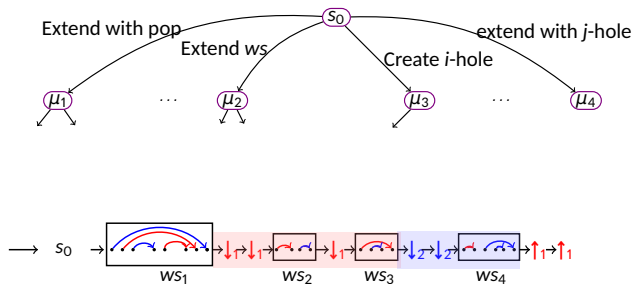 s₀
Extend with pop
Extend ws
Create i-hole
extend with j-hole
μ₁ ... μ₂ μ₃ ... μ₄
s₀ ↓₁ ↓₁ ↓₁ ↓₂ ↓₂ ↑₁ ↑₁
ws₁ ws₂ ws₃ ws₄